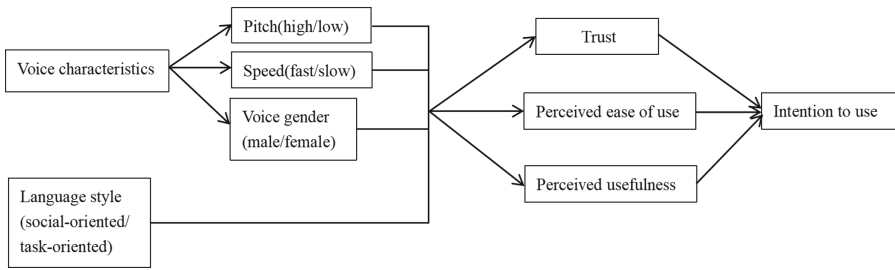 Voice characteristics
Pitch(high/low)
Speed(fast/slow)
Voice gender
(male/female)
Language style
(social-oriented/
task-oriented)
Trust
Perceived ease of use
Perceived usefulness
Intention to use